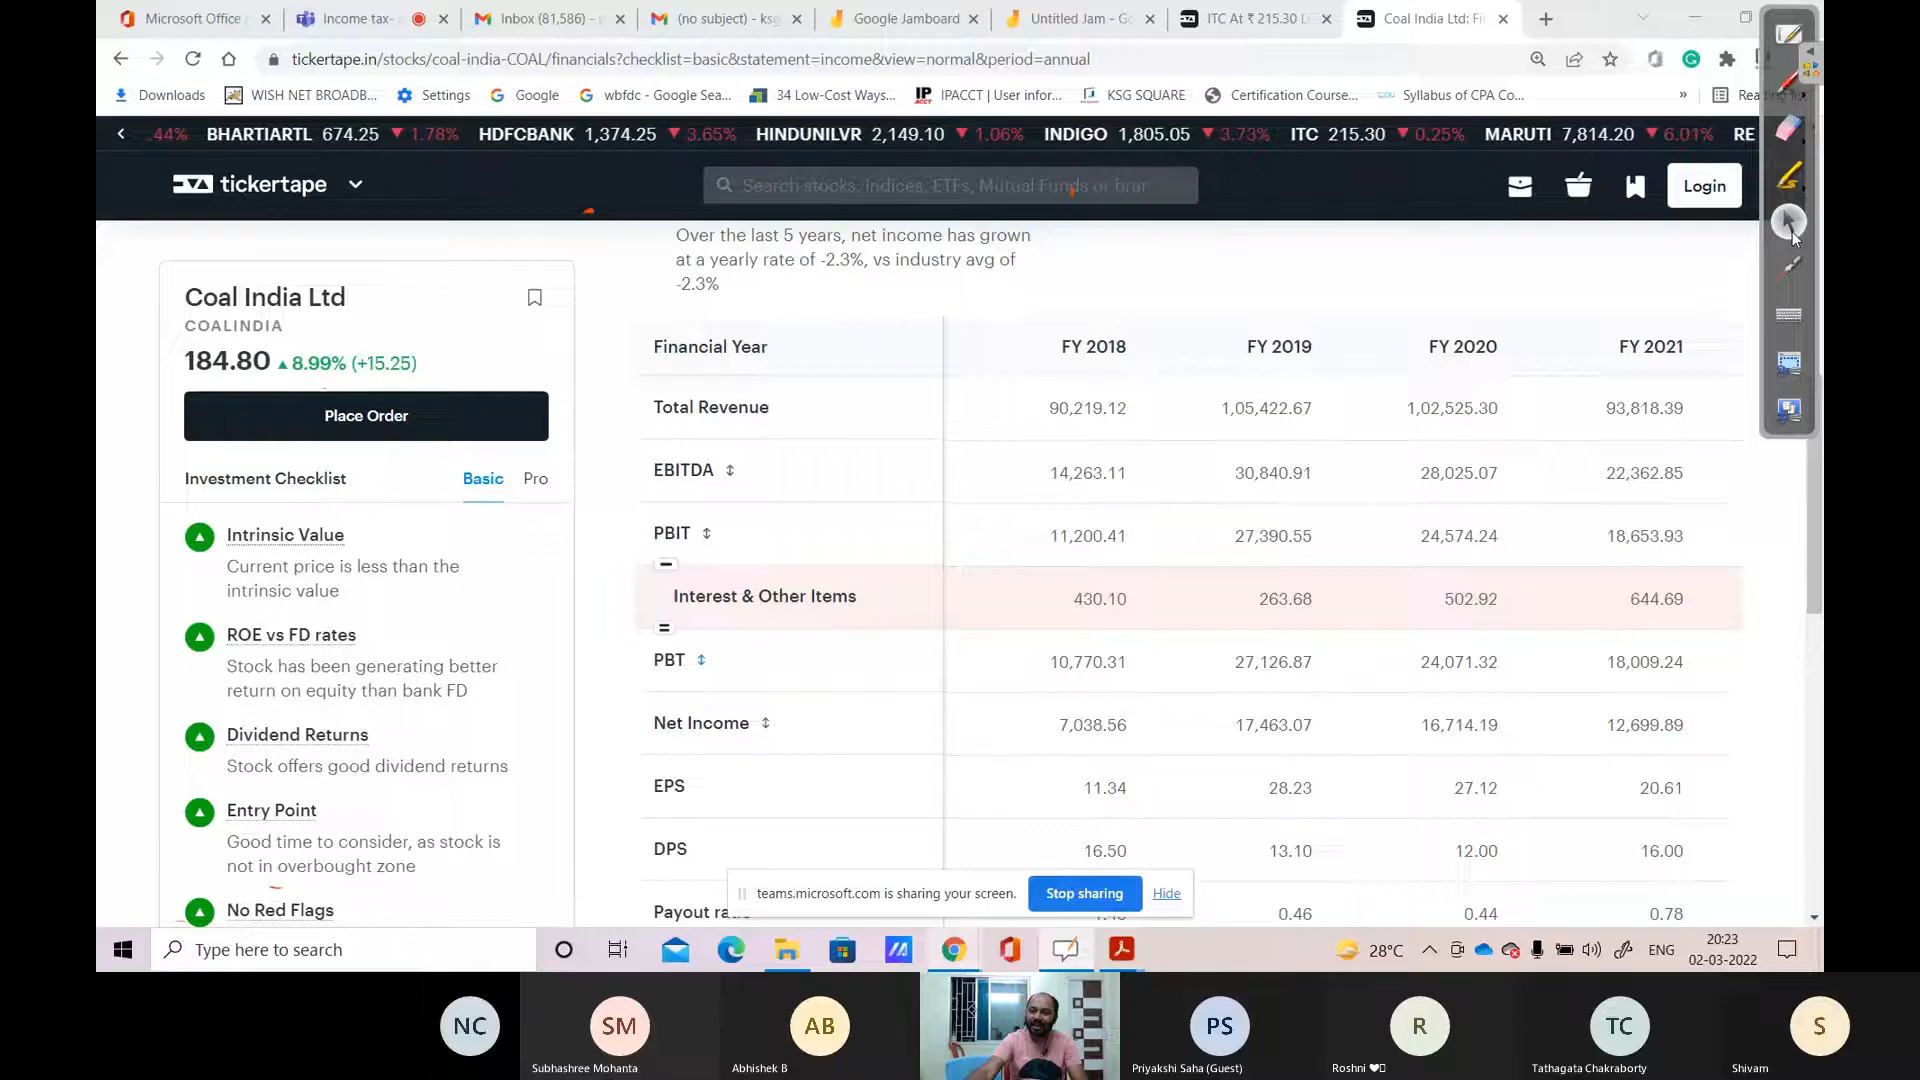 Microsoft Office
Income tax-
Inbox (81,586) -
(no subject) - ksg
Google Jamboard
Untitled Jam - Go
ITC At ₹ 215.30 D
Coal India Ltd: Fi
tickertape.in/stocks/coal-india-COAL/financials?checklist=basic&statement=income&view=normal&period=annual
Downloads
WISH NET BROADB...
Settings
Google
wbfdc - Google Sea...
34 Low-Cost Ways...
IPACCT | User infor...
KSG SQUARE
Certification Course...
Syllabus of CPA Co...
»
.44% BHARTIARTL 674.25 ▼ 1.78% HDFCBANK 1,374.25 ▼ 3.65% HINDUNILVR 2,149.10 ▼ 1.06% INDIGO 1,805.05 ▼ 3.73% ITC 215.30 ▼ 0.25% MARUTI 7,814.20 ▼ 6.01% RE
tickertape
Search stocks, Indices, ETFs, Mutual Funds or brar
Login
Over the last 5 years, net income has grown
at a yearly rate of -2.3%, vs industry avg of
-2.3%
Coal India Ltd
COALINDIA
184.80 ▲ 8.99% (+15.25)
Place Order
Investment Checklist Basic Pro
Intrinsic Value
Current price is less than the
intrinsic value
ROE vs FD rates
Stock has been generating better
return on equity than bank FD
Dividend Returns
Stock offers good dividend returns
Entry Point
Good time to consider, as stock is
not in overbought zone
No Red Flags
Financial Year FY 2018 FY 2019 FY 2020 FY 2021
Total Revenue 90,219.12 1,05,422.67 1,02,525.30 93,818.39
EBITDA 14,263.11 30,840.91 28,025.07 22,362.85
PBIT 11,200.41 27,390.55 24,574.24 18,653.93
Interest & Other Items 430.10 263.68 502.92 644.69
PBT 10,770.31 27,126.87 24,071.32 18,009.24
Net Income 7,038.56 17,463.07 16,714.19 12,699.89
EPS 11.34 28.23 27.12 20.61
DPS 16.50 13.10 12.00 16.00
Payout 0.46 0.44 0.78
teams.microsoft.com is sharing your screen. Stop sharing Hide
Type here to search
28°C
ENG
20:23
02-03-2022
NC
SM
AB
PS
R
TC
S
Subhashree Mohanta
Abhishek B
Priyakshi Saha (Guest)
Roshni
Tathagata Chakraborty
Shivam